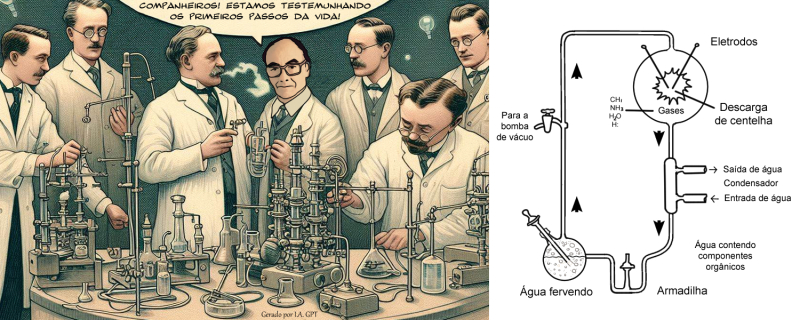 COMPANHEIROS! ESTAMOS TESTEMUNHANDO
OS PRIMEIROS PASSOS DA VIDA!
Gerado por I.A, GPT
Eletrodos
CH₄
NH₃
H₂O
H₂
Gases
Descarga
de centelha
Para a
bomba
de vácuo
Saída de água
Condensador
Entrada de água
Água contendo
componentes
orgânicos
Água fervendo
Armadilha